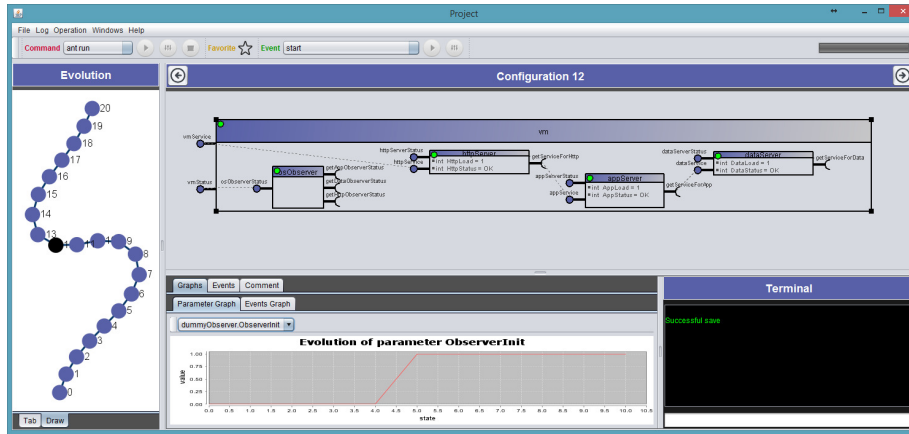 Project
File Log Operation Windows Help
Command ant run Favorite Event start
Evolution
Configuration 12
20
19
18
17
16
15
14
13
11
9
8
7
6
5
4
3
2
1
0
Tab Draw
vm
vmService
vmStatus
osObserverStatus
osObserver
getAppObserverStatus
getDataObserverStatus
getHttpObserverStatus
httpServerStatus
httpService
httpServer
int HttpLoad = 1
int HttpStatus = OK
getServiceForHttp
appServerStatus
appService
appServer
int AppLoad = 1
int AppStatus = OK
getServiceForApp
dataServerStatus
dataService
dataServer
int DataLoad = 1
int DataStatus = OK
getServiceForData
Graphs Events Comment
Parameter Graph Events Graph
dummyObserver.ObserverInit
Evolution of parameter ObserverInit
value
1.00
0.75
0.50
0.25
0.00
0.0 0.5 1.0 1.5 2.0 2.5 3.0 3.5 4.0 4.5 5.0 5.5 6.0 6.5 7.0 7.5 8.0 8.5 9.0 9.5 10.0 10.5
state
Terminal
Successful save